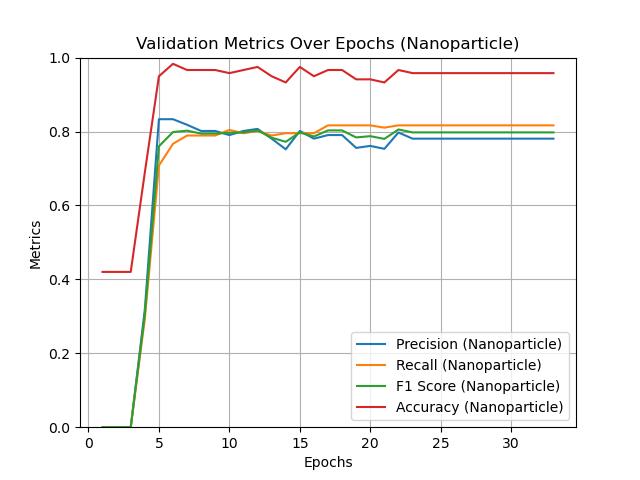 Validation Metrics Over Epochs (Nanoparticle)
1.0
0.8
0.6
0.4
0.2
0.0
Metrics
0 5 10 15 20 25 30
Epochs
Precision (Nanoparticle)
Recall (Nanoparticle)
F1 Score (Nanoparticle)
Accuracy (Nanoparticle)